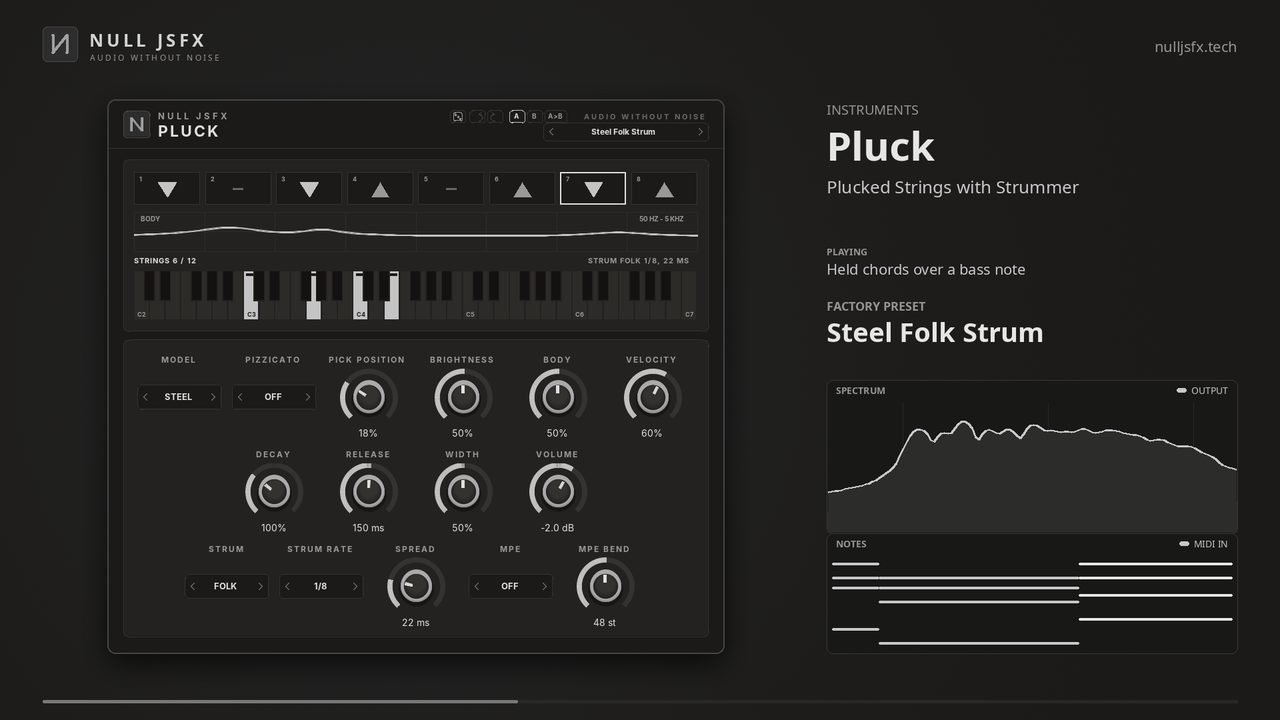 NULL JSFX
AUDIO WITHOUT NOISE
nulljsfx.tech
N
NULL JSFX
PLUCK
A B A>B
AUDIO WITHOUT NOISE
Steel Folk Strum
1 2 3 4 5 6 7 8
BODY
50 HZ - 5 KHZ
STRINGS 6 / 12
STRUM FOLK 1/8, 22 MS
C2 C3 C4 C5 C6 C7
MODEL PIZZICATO PICK POSITION BRIGHTNESS BODY VELOCITY
STEEL OFF
18% 50% 50% 60%
DECAY RELEASE WIDTH VOLUME
100% 150 ms 50% -2.0 dB
STRUM STRUM RATE SPREAD MPE MPE BEND
FOLK 1/8 OFF
22 ms 48 st
INSTRUMENTS
Pluck
Plucked Strings with Strummer
PLAYING
Held chords over a bass note
FACTORY PRESET
Steel Folk Strum
SPECTRUM
OUTPUT
NOTES
MIDI IN